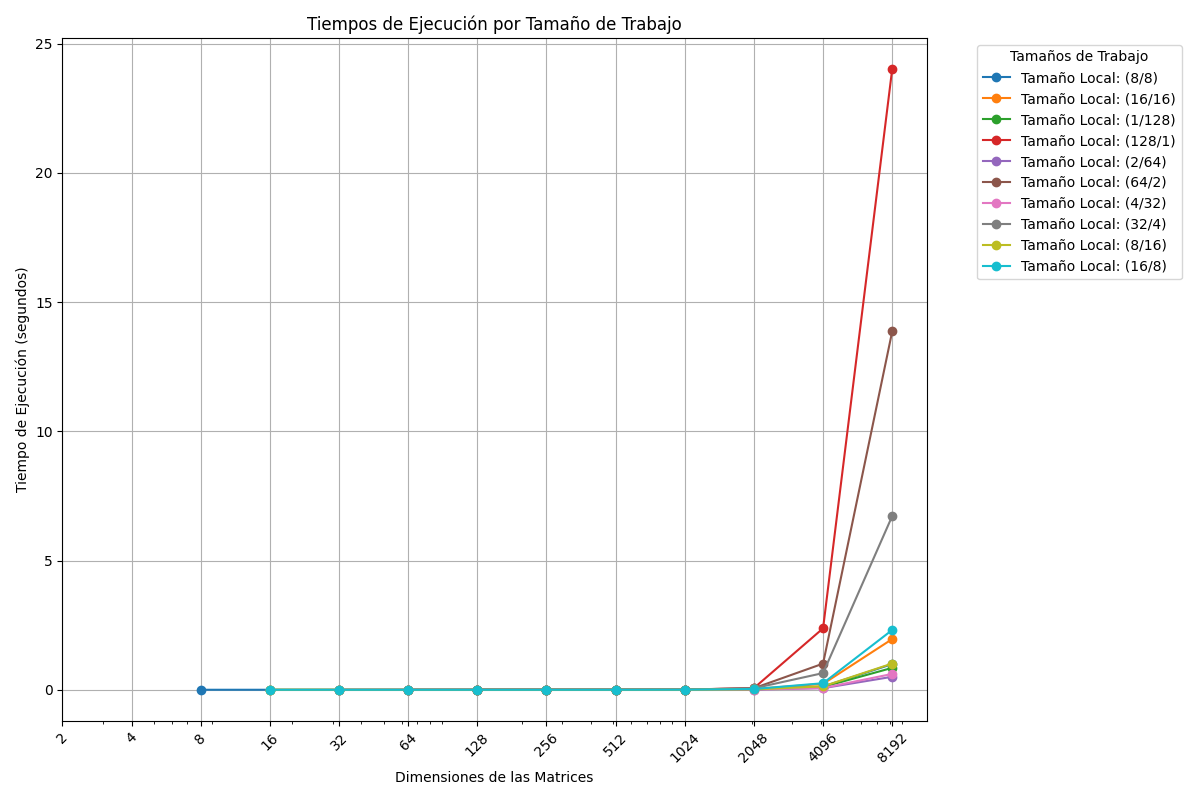 Tiempos de Ejecución por Tamaño de Trabajo
25
20
15
10
5
0
Tiempo de Ejecución (segundos)
2
4
8
16
32
64
128
256
512
1024
2048
4096
8192
Dimensiones de las Matrices
Tamaños de Trabajo
Tamaño Local: (8/8)
Tamaño Local: (16/16)
Tamaño Local: (1/128)
Tamaño Local: (128/1)
Tamaño Local: (2/64)
Tamaño Local: (64/2)
Tamaño Local: (4/32)
Tamaño Local: (32/4)
Tamaño Local: (8/16)
Tamaño Local: (16/8)